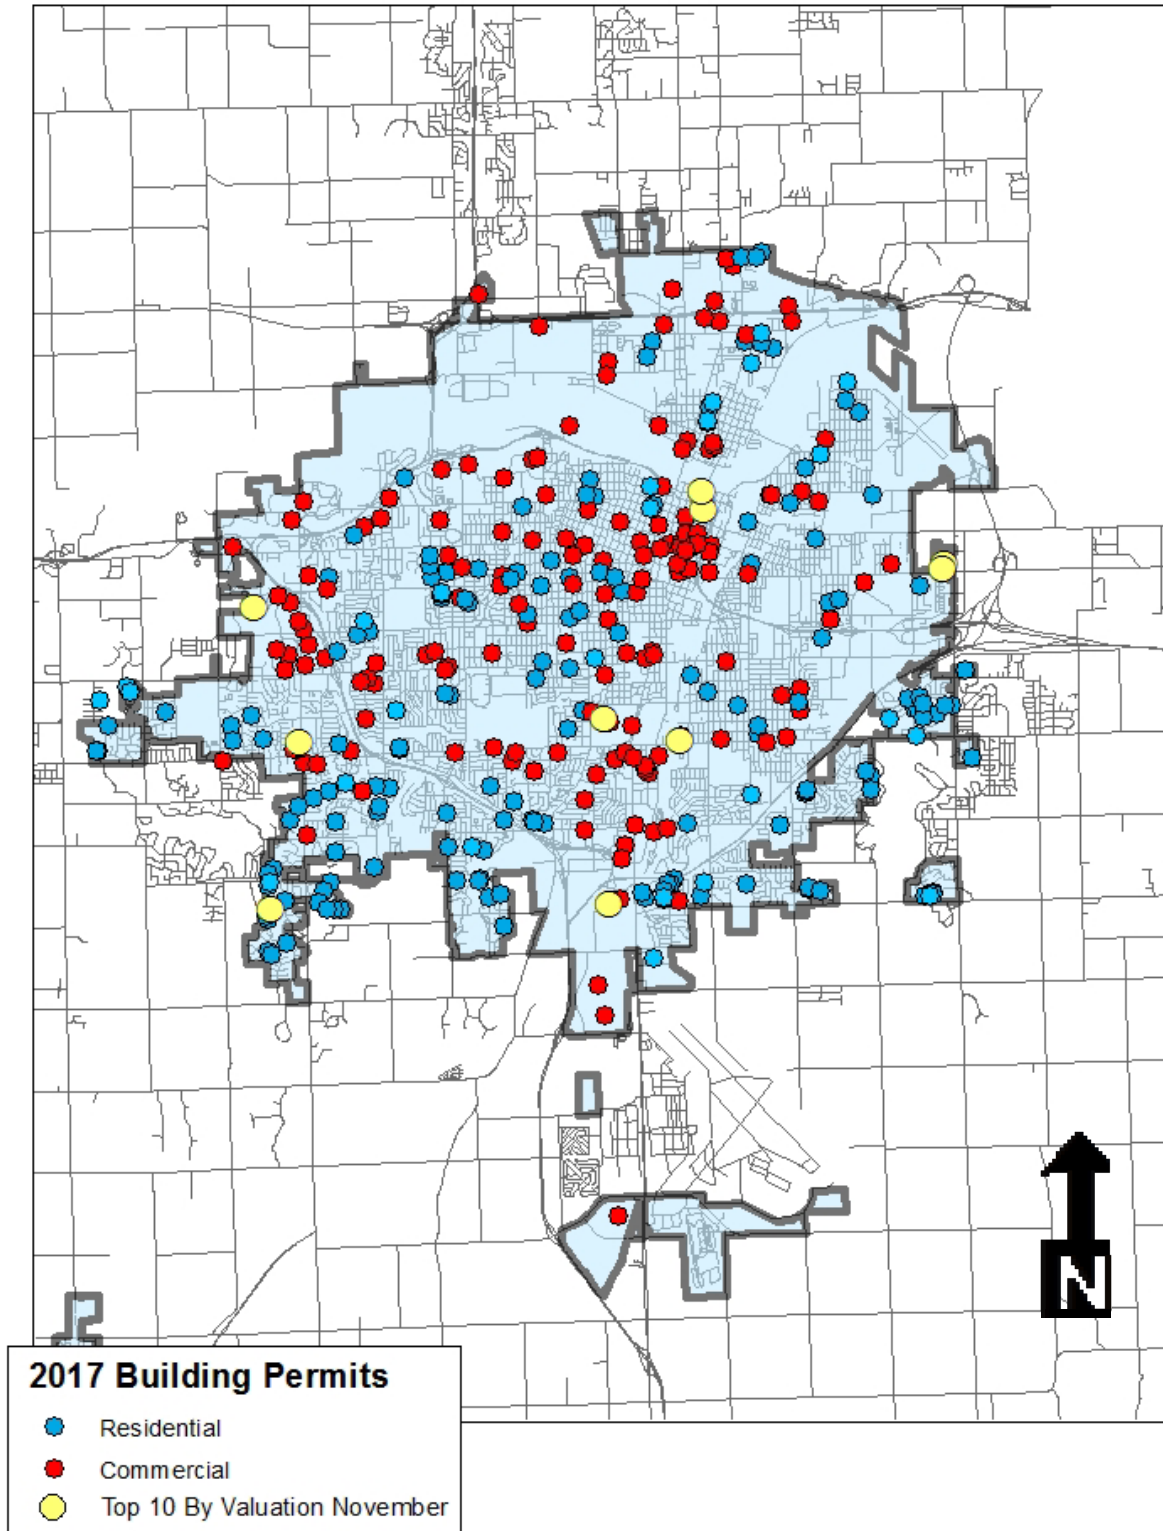 N
2017 Building Permits
Residential
Commercial
Top 10 By Valuation November